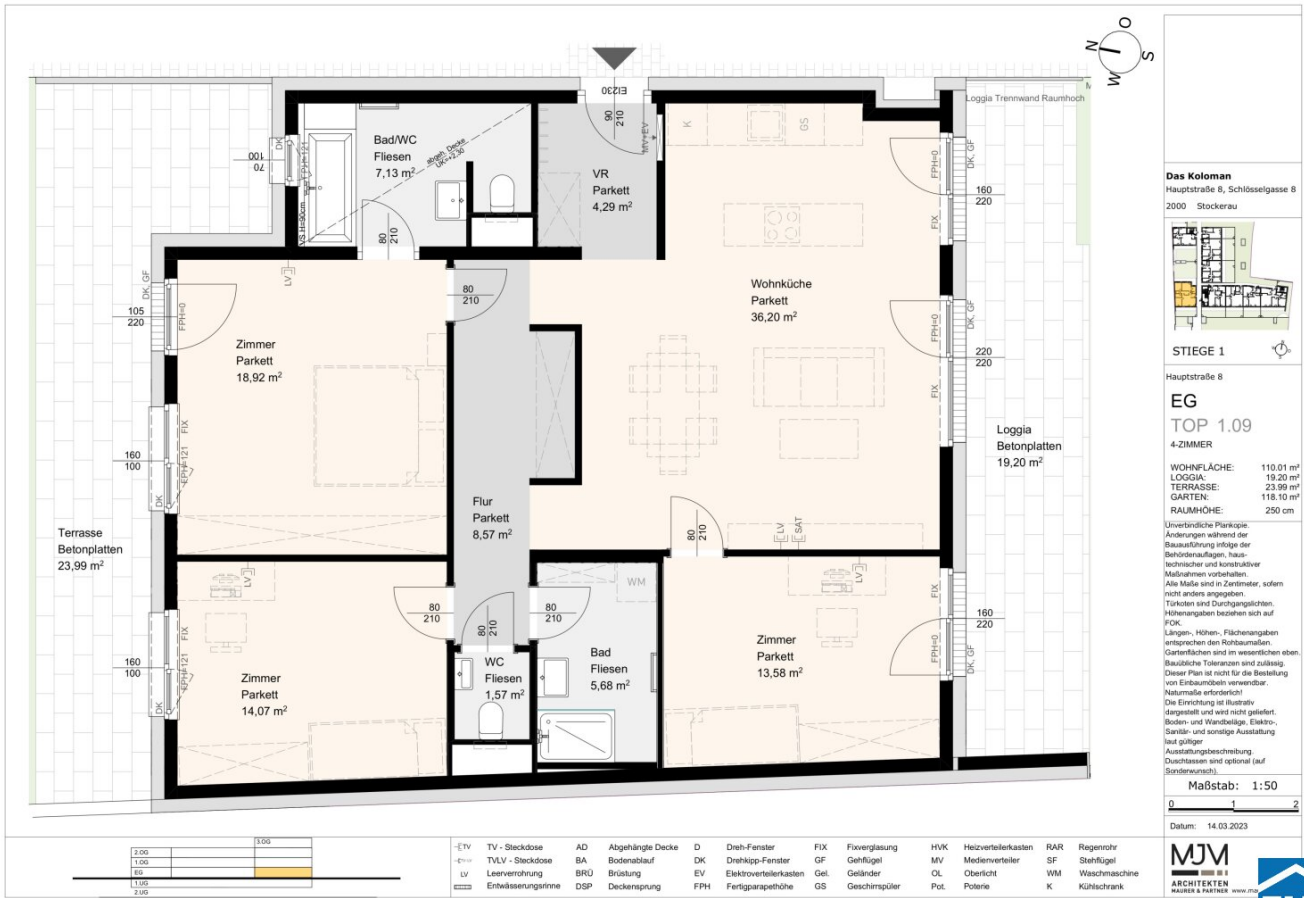 EI230
90
210
MV+EV
K
GS
Loggia Trennwand Raumhoch
N
O
S
W
Bad/WC
Fliesen
7,13 m²
abgeh. Decke
UK=+2,30
DK
FPH=121
100
70
VS H=90cm
80
210
VR
Parkett
4,29 m²
FPH=0
DK, GF
FIX
160
220
Wohnküche
Parkett
36,20 m²
FPH=0
DK, GF
FIX
220
220
DK, GF
FPH=0
105
220
LV
80
210
Zimmer
Parkett
18,92 m²
FIX
FPH=121
DK
160
100
Loggia
Betonplatten
19,20 m²
Terrasse
Betonplatten
23,99 m²
Flur
Parkett
8,57 m²
80
210
LV
SAT
LV
80
210
80
210
80
210
WM
LV
FIX
FPH=121
DK
160
100
Zimmer
Parkett
14,07 m²
WC
Fliesen
1,57 m²
Bad
Fliesen
5,68 m²
Zimmer
Parkett
13,58 m²
160
220
FIX
FPH=0
DK, GF
Das Koloman
Hauptstraße 8, Schlösselgasse 8
2000 Stockerau
STIEGE 1
Hauptstraße 8
EG
TOP 1.09
4-ZIMMER
WOHNFLÄCHE: 110.01 m²
LOGGIA: 19.20 m²
TERRASSE: 23.99 m²
GARTEN: 118.10 m²
RAUMHÖHE: 250 cm
Unverbindliche Plankopie.
Änderungen während der
Bauausführung infolge der
Behördenauflagen, haus-
technischer und konstruktiver
Maßnahmen vorbehalten.
Alle Maße sind in Zentimeter, sofern
nicht anders angegeben.
Türkoten sind Durchgangslichten.
Höhenangaben beziehen sich auf
FOK.
Längen-, Höhen-, Flächenangaben
entsprechen den Rohbaumaßen.
Gartenflächen sind im wesentlichen eben.
Bauübliche Toleranzen sind zulässig.
Dieser Plan ist nicht für die Bestellung
von Einbaumöbeln verwendbar.
Naturmaße erforderlich!
Die Einrichtung ist illustrativ
dargestellt und wird nicht geliefert.
Boden- und Wandbeläge, Elektro-,
Sanitär- und sonstige Ausstattung
laut gültiger
Ausstattungsbeschreibung.
Duschtassen sind optional (auf
Sonderwunsch).
Maßstab: 1:50
0 1 2
Datum: 14.03.2023
MJM
ARCHITEKTEN
MAURER & PARTNER www.ma
3.OG
2.OG
1.OG
EG
1.UG
2.UG
TV TV - Steckdose AD Abgehängte Decke D Dreh-Fenster FIX Fixverglasung HVK Heizverteilerkasten RAR Regenrohr
TVLV - Steckdose BA Bodenablauf DK Drehkipp-Fenster GF Gehflügel MV Medienverteiler SF Stehflügel
LV Leerverrohrung BRÜ Brüstung EV Elektroverteilerkasten Gel. Geländer OL Oberlicht WM Waschmaschine
Entwässerungsrinne DSP Deckensprung FPH Fertigparapethöhe GS Geschirrspüler Pot. Poterie K Kühlschrank